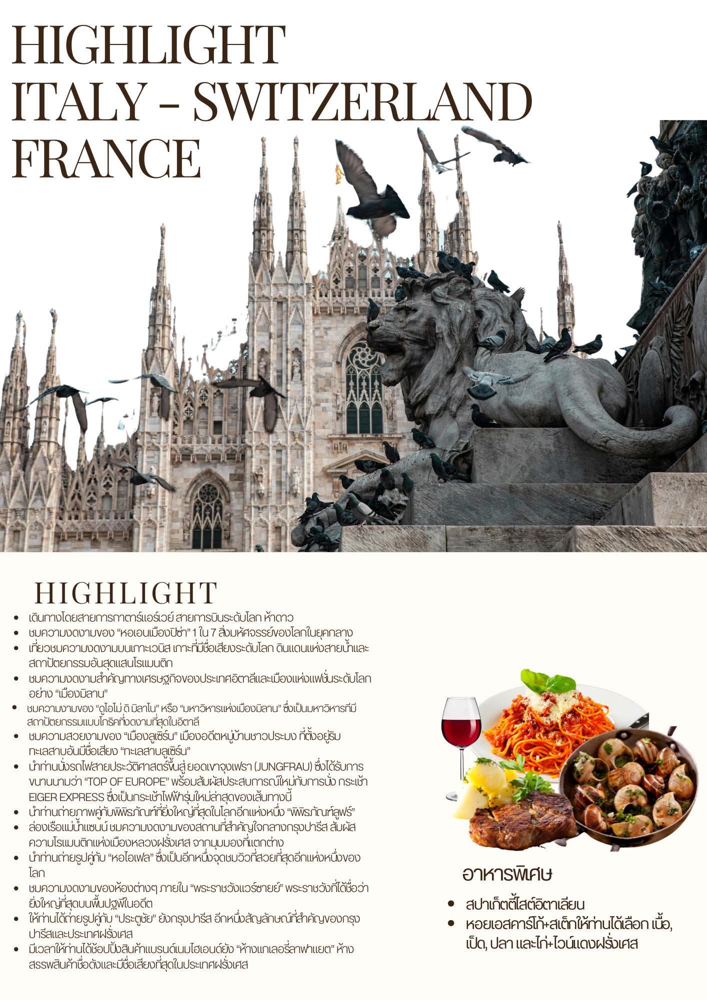 HIGHLIGHT
ITALY – SWITZERLAND
FRANCE
HIGHLIGHT
• เดินทางโดยสายการกาตาร์แอร์เวย์ สายการบินระดับโลก ห้าดาว
• ชมความงดงามของ “หอเอนเมืองปิซ่า” 1 ใน 7 สิ่งมหัศจรรย์ของโลกในยุคกลาง
• เที่ยวชมความงดงามบนเกาะเวนิส เกาะที่มีชื่อเสียงระดับโลก ดินแดนแห่งสายน้ำและ
สถาปัตยกรรมอันสุดแสนโรแมนติก
• ชมความงดงามสำคัญทางเศรษฐกิจของประเทศอิตาลีและเมืองแห่งแฟชั่นระดับโลก
อย่าง “เมืองมิลาน”
• ชมความงามของ “ดูโอโม่ ดิ มิลาโน” หรือ “มหาวิหารแห่งเมืองมิลาน” ซึ่งเป็นมหาวิหารที่มี
สถาปัตยกรรมแบบโกธิคที่งดงามที่สุดในอิตาลี
• ชมความสวยงามของ “เมืองลูเซิร์น” เมืองอดีตหมู่บ้านชาวประมง ที่ตั้งอยู่ริม
ทะเลสาบอันมีชื่อเสียง “ทะเลสาบลูเซิร์น”
• นำท่านนั่งรถไฟสายประวัติศาสตร์ขึ้นสู่ ยอดเขาจุงเฟรา (JUNGFRAU) ซึ่งได้รับการ
ขนานนามว่า “TOP OF EUROPE” พร้อมสัมผัสประสบการณ์ใหม่กับการนั่ง กระเช้า
EIGER EXPRESS ซึ่งเป็นกระเช้าไฟฟ้ารุ่นใหม่ล่าสุดของเส้นทางนี้
• นำท่านถ่ายภาพคู่กับพิพิธภัณฑ์ที่ยิ่งใหญ่ที่สุดในโลกอีกแห่งหนึ่ง “พิพิธภัณฑ์ลูฟร์”
• ล่องเรือแม่น้ำแซนน์ ชมความงดงามของสถานที่สำคัญใจกลางกรุงปารีส สัมผัส
ความโรแมนติกแห่งเมืองหลวงฝรั่งเศส จากมุมมองที่แตกต่าง
• นำท่านถ่ายรูปคู่กับ “หอไอเฟล” ซึ่งเป็นอีกหนึ่งจุดชมวิวที่สวยที่สุดอีกแห่งหนึ่งของ
โลก
• ชมความงดงามของห้องต่างๆ ภายใน “พระราชวังแวร์ซายย์” พระราชวังที่ได้ชื่อว่า
ยิ่งใหญ่ที่สุดบนพื้นปฐพีในอดีต
• ให้ท่านได้ถ่ายรูปคู่กับ “ประตูชัย” ยังกรุงปารีส อีกหนึ่งสัญลักษณ์ที่สำคัญของกรุง
ปารีสและประเทศฝรั่งเศส
• มีเวลาให้ท่านได้ช้อปปิ้งสินค้าแบรนด์เนมไฮเอนด์ยัง “ห้างแกเลอรี่ลาฟาแยต” ห้าง
สรรพสินค้าชื่อดังและมีชื่อเสียงที่สุดในประเทศฝรั่งเศส
อาหารพิเศษ
• สปาเก็ตตี้ไสต์อิตาเลียน
• หอยเอสคาร์โก้+สเต็กให้ท่านได้เลือก เนื้อ,
เป็ด, ปลา และไก่+ไวน์แดงฝรั่งเศส